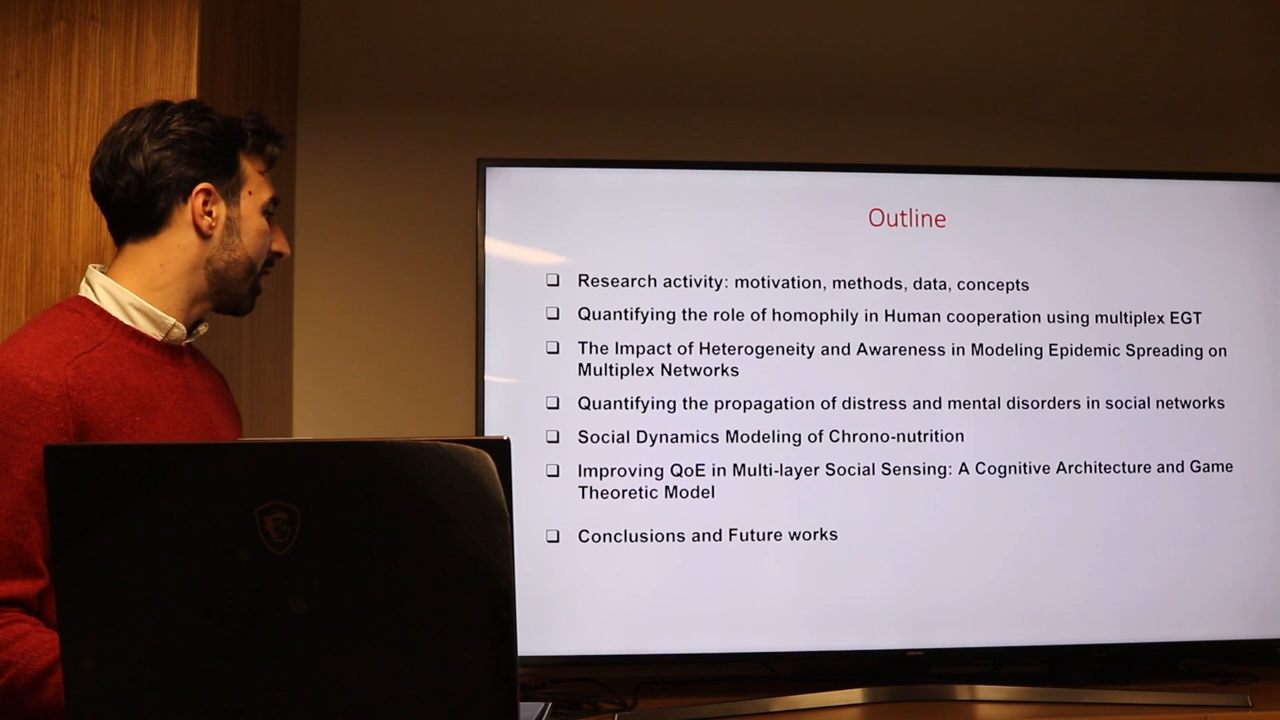 Outline
❑ Research activity: motivation, methods, data, concepts
❑ Quantifying the role of homophily in Human cooperation using multiplex EGT
❑ The Impact of Heterogeneity and Awareness in Modeling Epidemic Spreading on
Multiplex Networks
❑ Quantifying the propagation of distress and mental disorders in social networks
❑ Social Dynamics Modeling of Chrono-nutrition
❑ Improving QoE in Multi-layer Social Sensing: A Cognitive Architecture and Game
Theoretic Model
❑ Conclusions and Future works